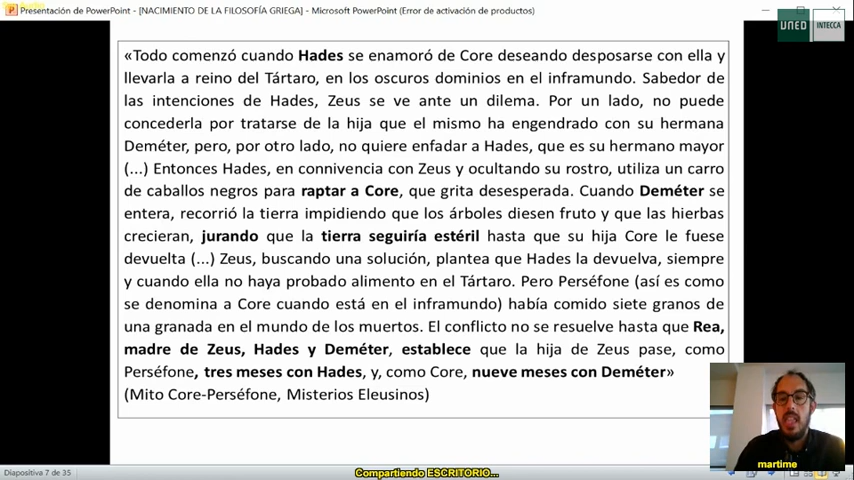 Presentación de PowerPoint - [NACIMIENTO DE LA FILOSOFÍA GRIEGA] - Microsoft PowerPoint (Error de activación de productos)
UNED
INTECCA
«Todo comenzó cuando Hades se enamoró de Core deseando desposarse con ella y
llevarla a reino del Tártaro, en los oscuros dominios en el inframundo. Sabedor de
las intenciones de Hades, Zeus se ve ante un dilema. Por un lado, no puede
concederla por tratarse de la hija que el mismo ha engendrado con su hermana
Deméter, pero, por otro lado, no quiere enfadar a Hades, que es su hermano mayor
(...) Entonces Hades, en connivencia con Zeus y ocultando su rostro, utiliza un carro
de caballos negros para raptar a Core, que grita desesperada. Cuando Deméter se
entera, recorrió la tierra impidiendo que los árboles diesen fruto y que las hierbas
crecieran, jurando que la tierra seguiría estéril hasta que su hija Core le fuese
devuelta (...) Zeus, buscando una solución, plantea que Hades la devuelva, siempre
y cuando ella no haya probado alimento en el Tártaro. Pero Perséfone (así es como
se denomina a Core cuando está en el inframundo) había comido siete granos de
una granada en el mundo de los muertos. El conflicto no se resuelve hasta que Rea,
madre de Zeus, Hades y Deméter, establece que la hija de Zeus pase, como
Perséfone, tres meses con Hades, y, como Core, nueve meses con Deméter»
(Mito Core-Perséfone, Misterios Eleusinos)
martime
Diapositiva 7 de 35
Compartiendo ESCRITORIO...